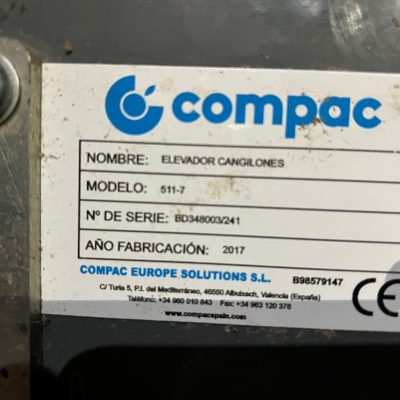 compac
NOMBRE: ELEVADOR CANGILONES
MODELO: 511-7
Nº DE SERIE: BD348003/241
AÑO FABRICACIÓN: 2017
COMPAC EUROPE SOLUTIONS S.L. B98579147
C/ Turia 5, P.I. del Mediterráneo, 46550 Albuixech, Valencia (España)
Teléfono: +34 960 010 843 Fax: +34 963 120 378
www.compacspain.com
CE